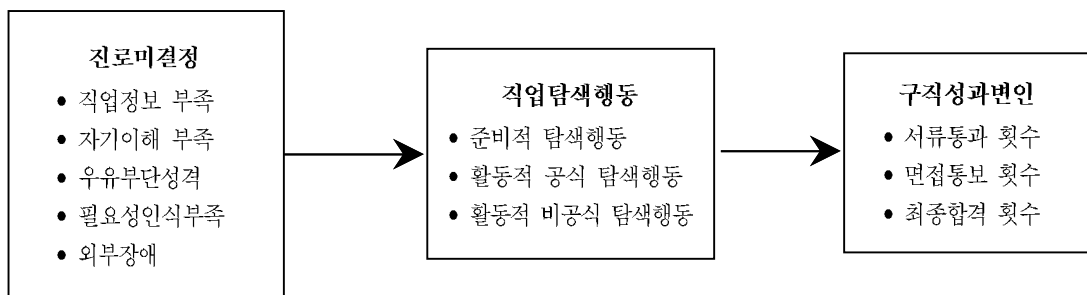 진로미결정
• 직업정보 부족
• 자기이해 부족
• 우유부단성격
• 필요성인식부족
• 외부장애
직업탐색행동
• 준비적 탐색행동
• 활동적 공식 탐색행동
• 활동적 비공식 탐색행동
구직성과변인
• 서류통과 횟수
• 면접통보 횟수
• 최종합격 횟수